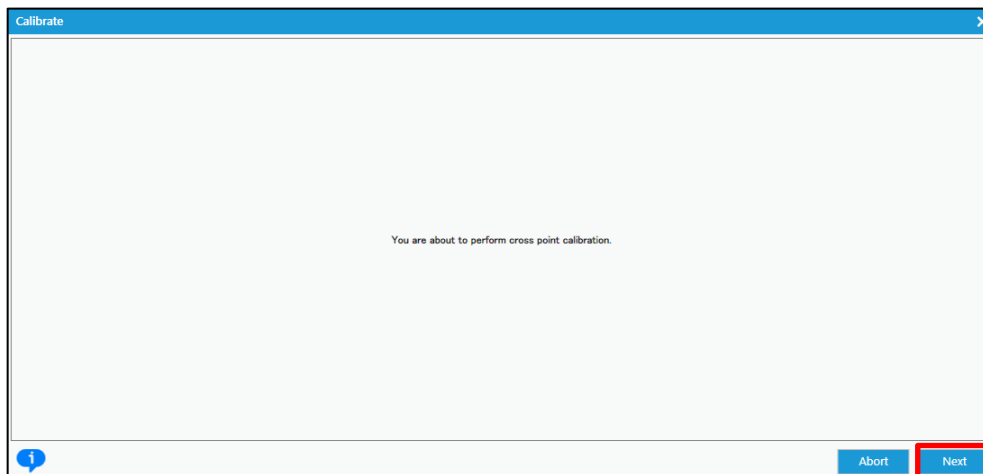 Calibrate
You are about to perform cross point calibration.
Abort
Next